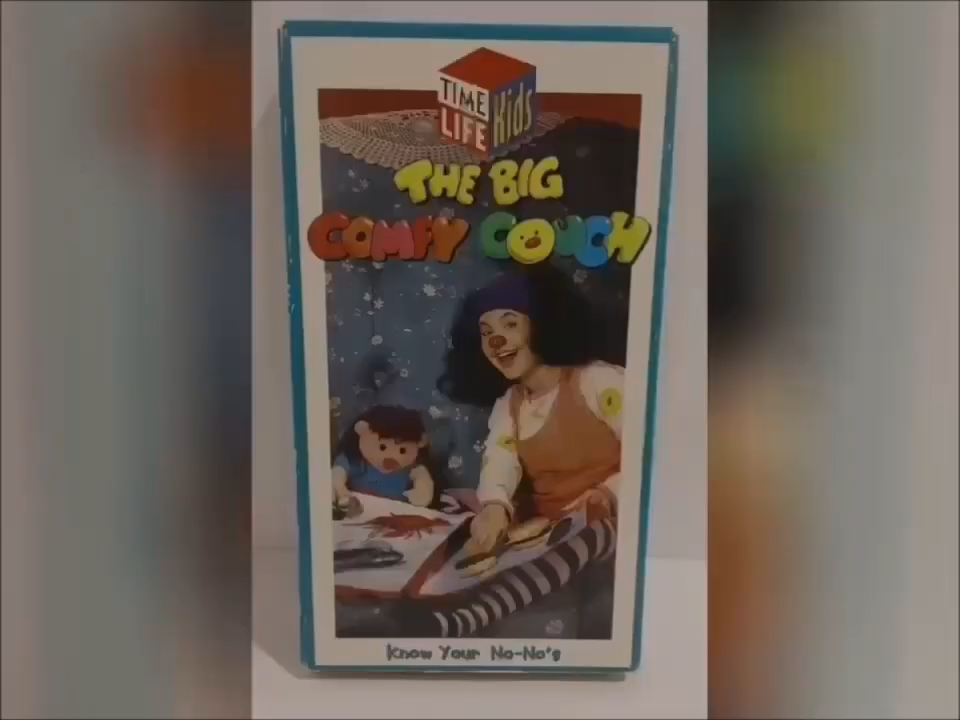 TIME
LIFE
Kids
THE BIG
COMFY COUCH
Know Your No-No's